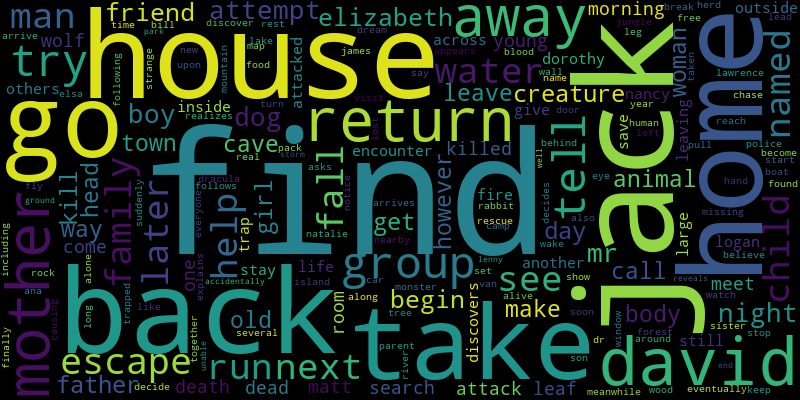 man
friend
attempt
elizabeth
away
morning
jungle
break
herd
outside
arrive
time
bill
discover
rest
lake
across
young
free
park
map
food
james
dream
leg
lead
house
try
wolf
others
elsa
following
strange
new
upon
mountain
attacked
water
dorothy
blood
say
appears
wall
name
taken
woman
lawrence
named
go
boy
town
realizes
turn
inside
dog
return
leave
creature
visit
give
door
nancy
year
chase
reach
home
Jack
cave
real
pack
storm
fall
lost
encounter
killed
behind
well
tell
save
human
left
leaving
pull
police
become
start
boat
found
mother
kill
head
family
later
fly
ground
suddenly
dracula
follows
everyone
girl
asks
notice
however
fire
rabbit
rescue
camp
eye
decides
also
animal
large
hand
missing
child
find
way
come
help
trap
natalie
arrives
nearby
get
day
wake
mr
logan
believe
including
rock
alone
one
explains
stay
life
island
group
car
monster
lenny
set
van
another
see
show
call
meet
reveals
ana
causing
long
trapped
like
accidentally
back
together
old
several
room
along
tree
begin
discovers
alive
make
soon
window
body
forest
watch
sister
night
finally
escape
run
next
unable
parent
river
take
son
dr
around
still
stop
david
father
decide
death
dead
matt
search
attack
leaf
meanwhile
wood
eventually
end
keep